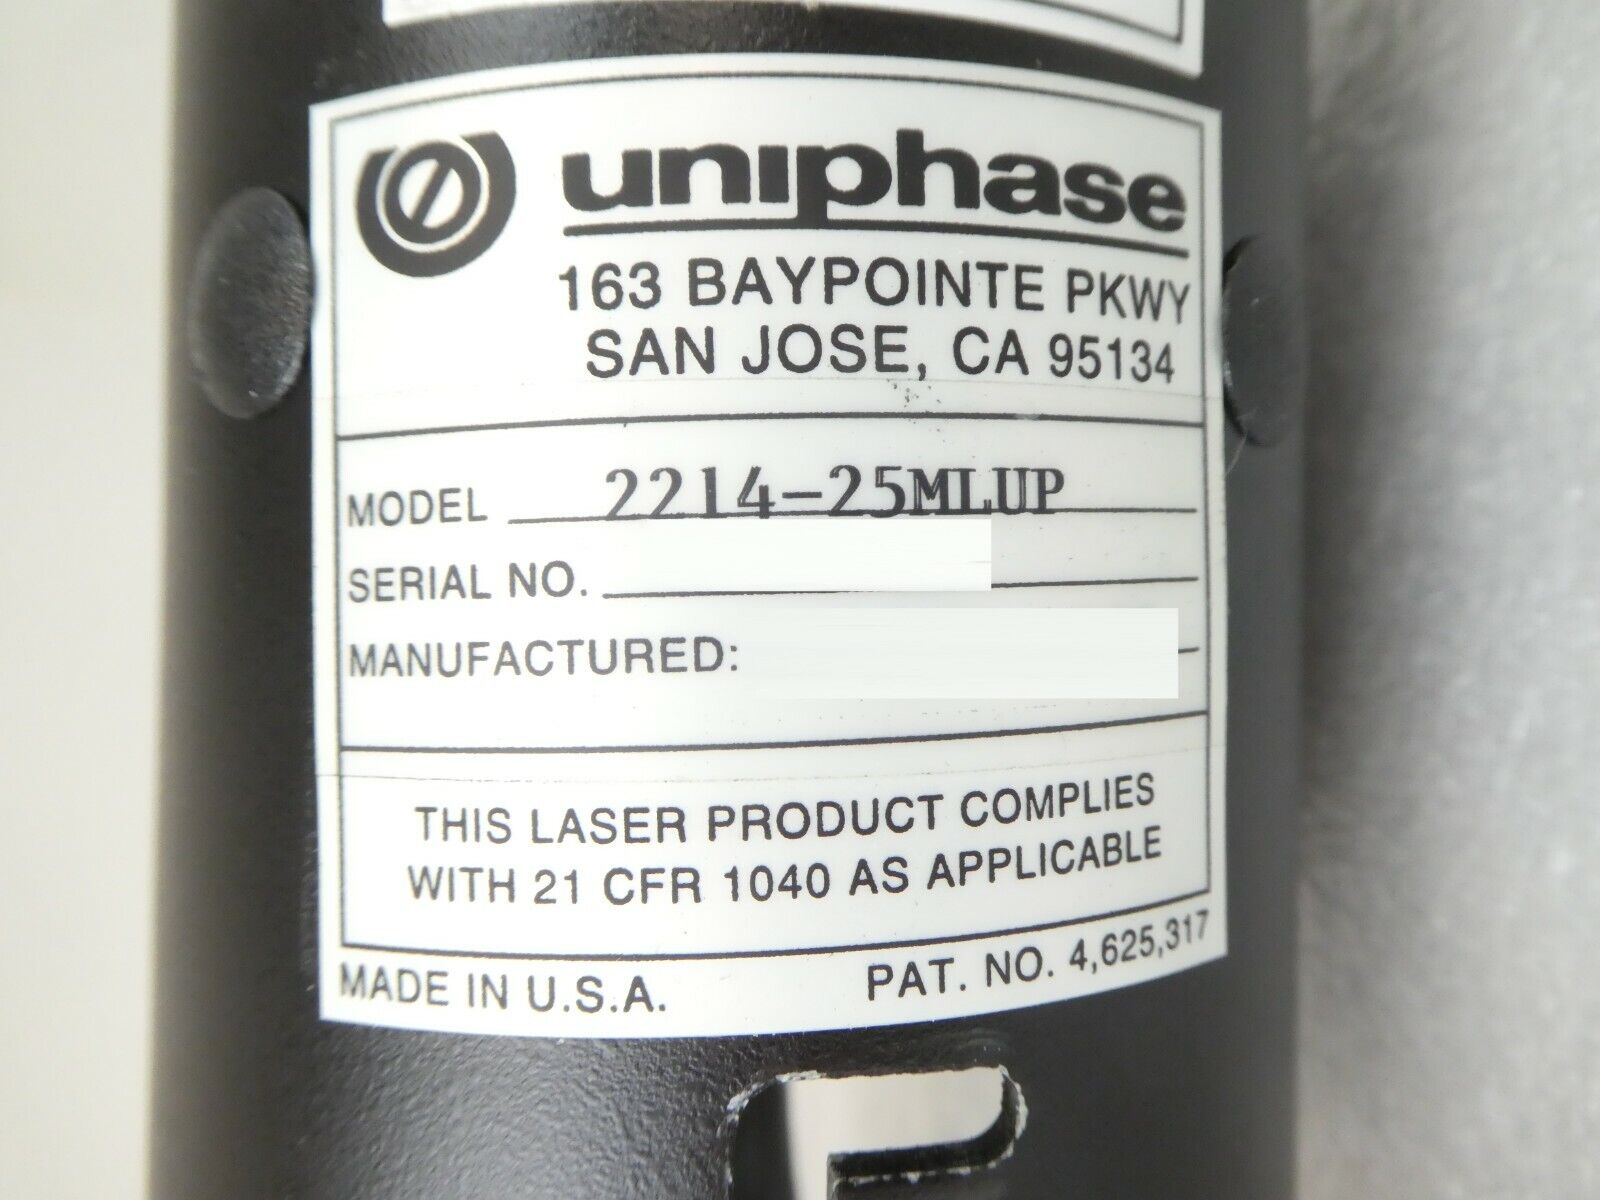 uniphase
163 BAYPOINTE PKWY
SAN JOSE, CA 95134
MODEL 2214-25MLUP
SERIAL NO.
MANUFACTURED:
THIS LASER PRODUCT COMPLIES
WITH 21 CFR 1040 AS APPLICABLE
MADE IN U.S.A. PAT. NO. 4,625,317